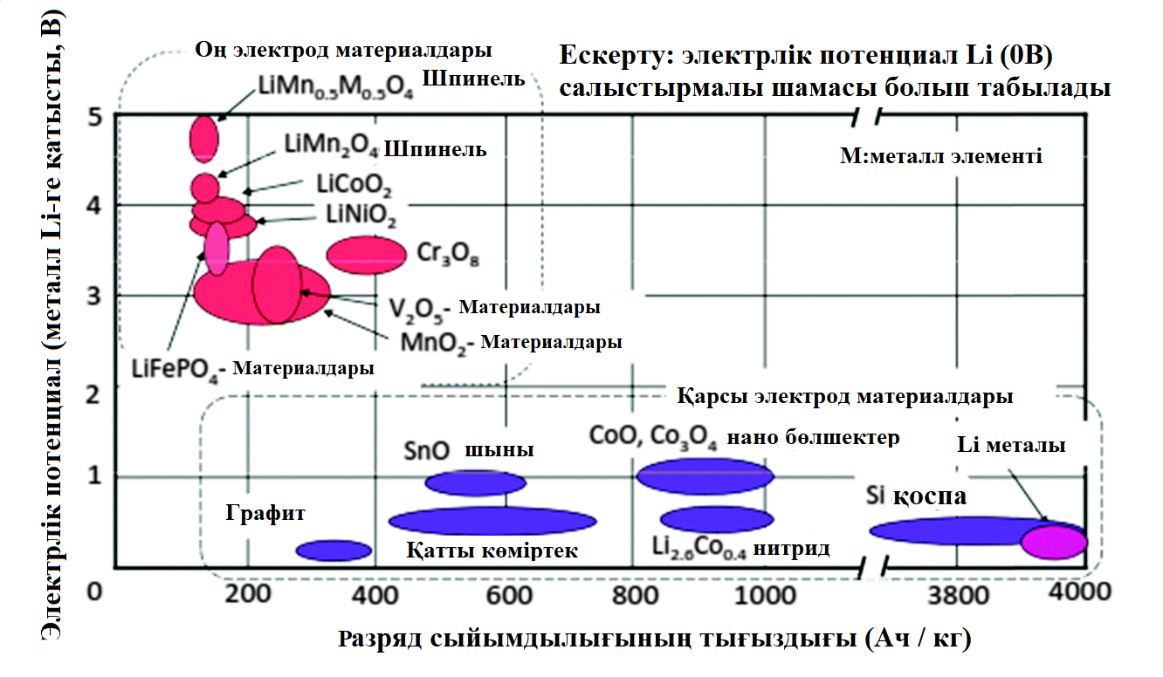 Оң электрод материалдары
Ескерту: электрлік потенциал Li (0В)
салыстырмалы шамасы болып табылады
LiMn₀.₅M₀.₅O₄ Шпинель
M:металл элементі
LiMn₂O₄ Шпинель
LiCoO₂
LiNiO₂
Cr₃O₈
V₂O₅- Материалдары
MnO₂- Материалдары
LiFePO₄- Материалдары
Қарсы электрод материалдары
CoO, Co₃O₄ нано бөлшектер
SnO шыны
Li металы
Si қоспа
Графит
Қатты көміртек
Li₂.₆Co₀.₄ нитрид
Электрлік потенциал (металл Li-ге қатысты, В)
5
4
3
2
1
0
200
400
600
800
1000
3800
4000
Разряд сыйымдылығының тығыздығы (Ач / кг)